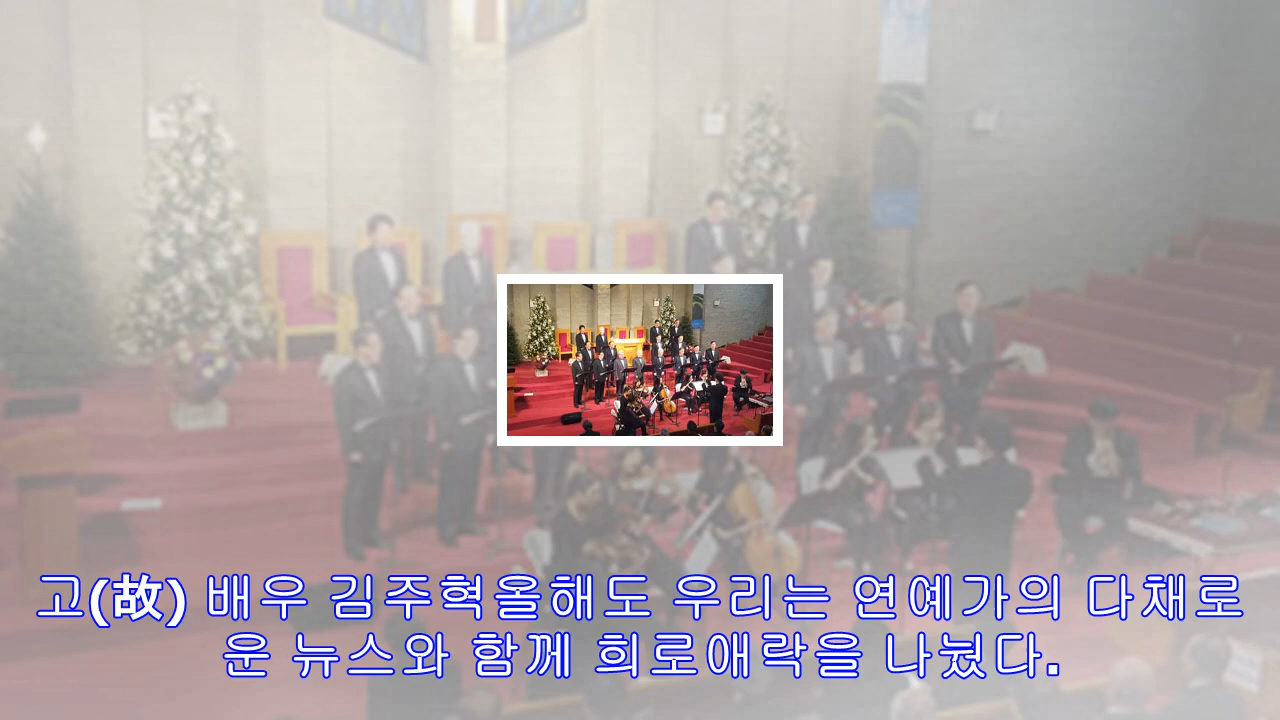 고(故) 배우 김주혁올해도 우리는 연예가의 다채로
운 뉴스와 함께 희로애락을 나눴다.